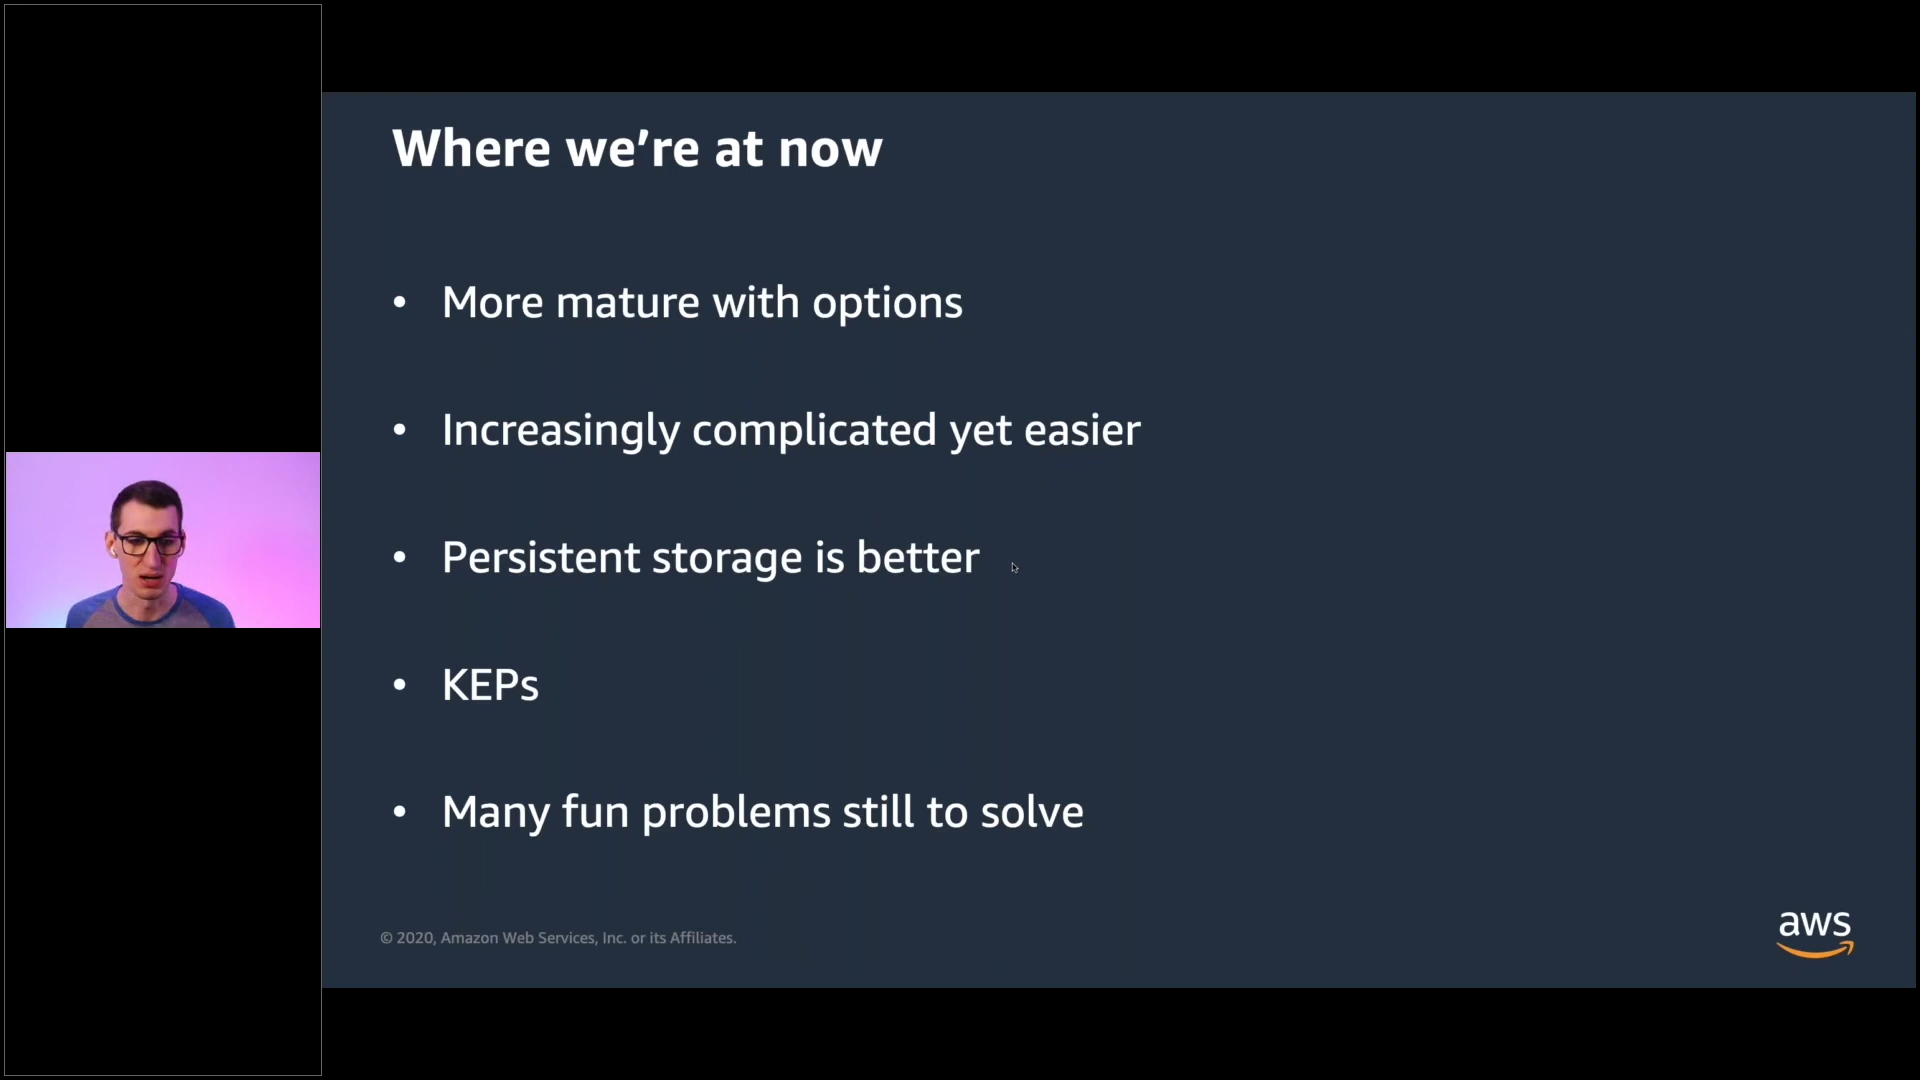 Where we’re at now
• More mature with options
• Increasingly complicated yet easier
• Persistent storage is better
• KEPs
• Many fun problems still to solve
© 2020, Amazon Web Services, Inc. or its Affiliates.
aws